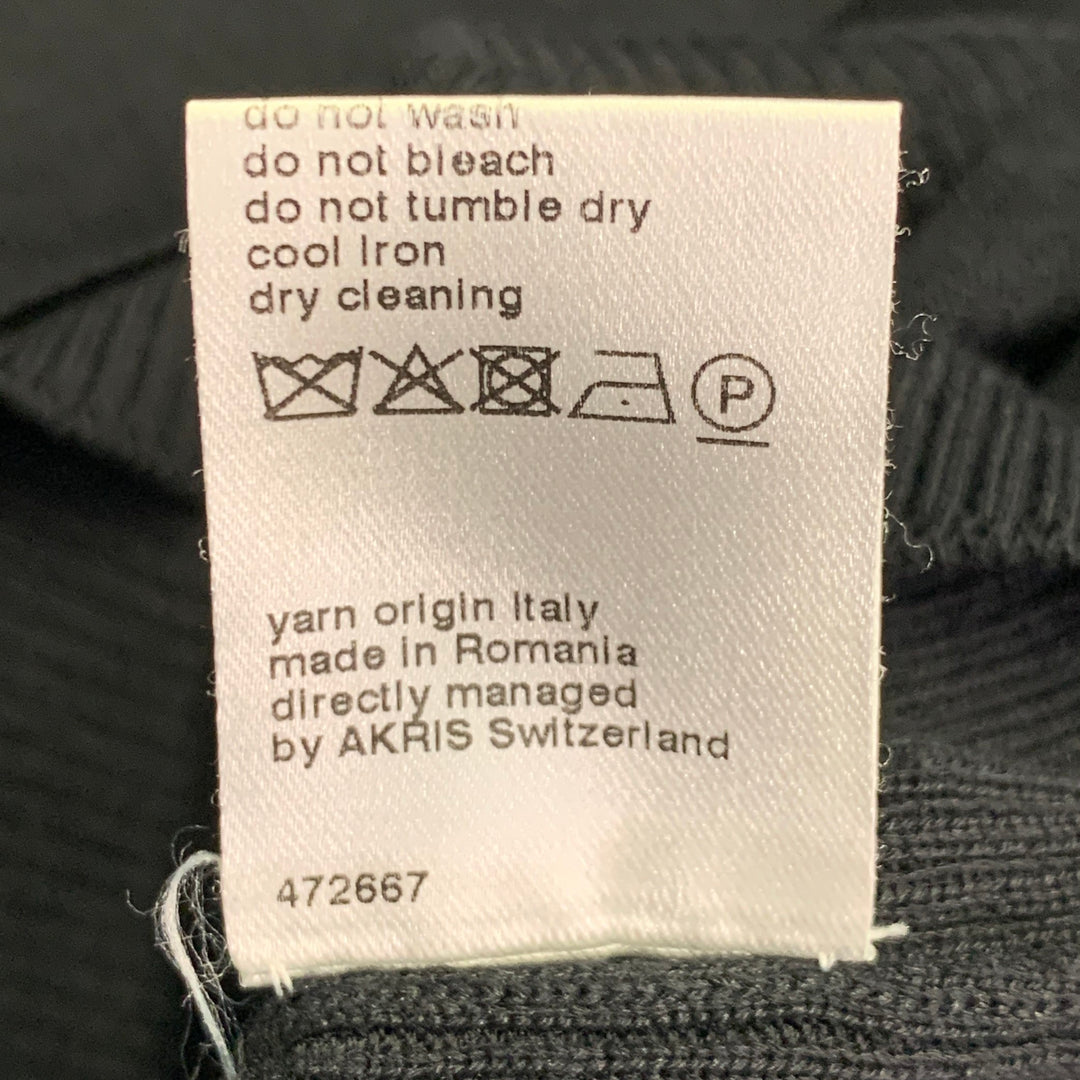 do not wash
do not bleach
do not tumble dry
cool Iron
dry cleaning
P
yarn origin Italy
made in Romania
directly managed
by AKRIS Switzerland
472667